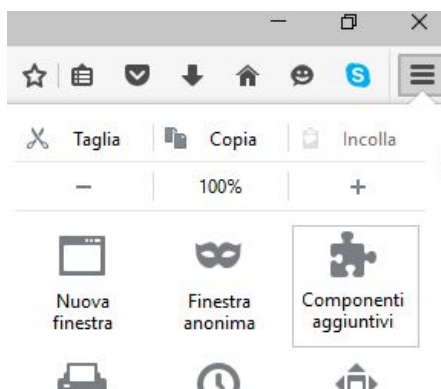 Taglia Copia Incolla
− 100% +
Nuova finestra
Finestra anonima
Componenti aggiuntivi